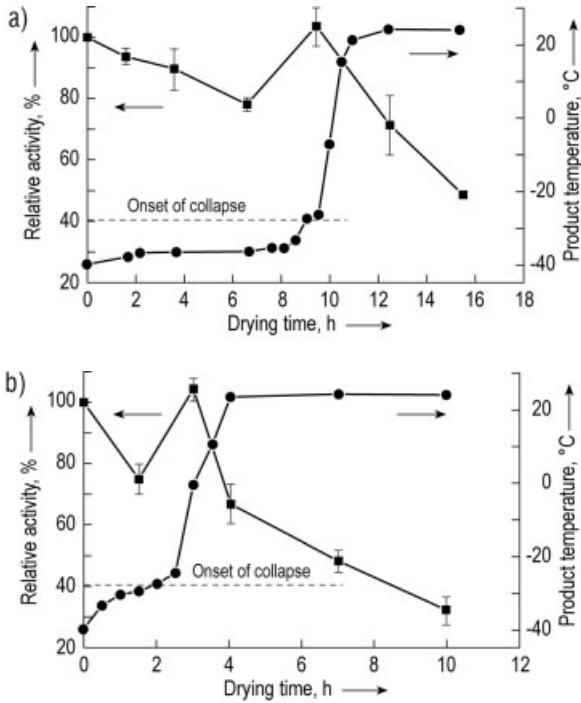 a)
100
80
60
40
20
Relative activity, %
Onset of collapse
20
0
-20
-40
Product temperature, °C
0 2 4 6 8 10 12 14 16 18
Drying time, h
b)
100
80
60
40
20
Relative activity, %
Onset of collapse
20
0
-20
-40
Product temperature, °C
0 2 4 6 8 10 12
Drying time, h